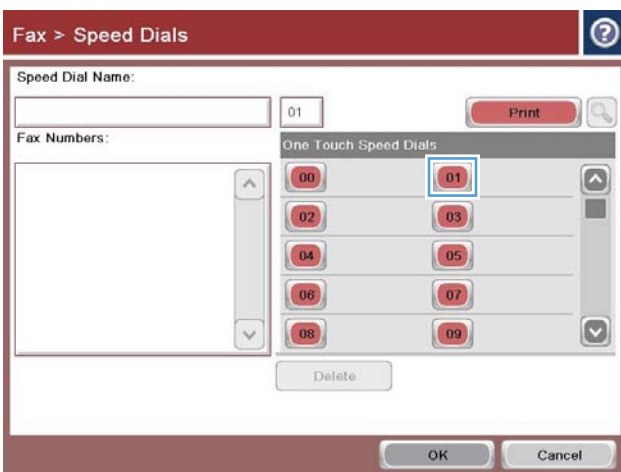 Fax > Speed Dials ?
Speed Dial Name:
01 Print
Fax Numbers:
One Touch Speed Dials
00 01
02 03
04 05
06 07
08 09
Delete
OK Cancel